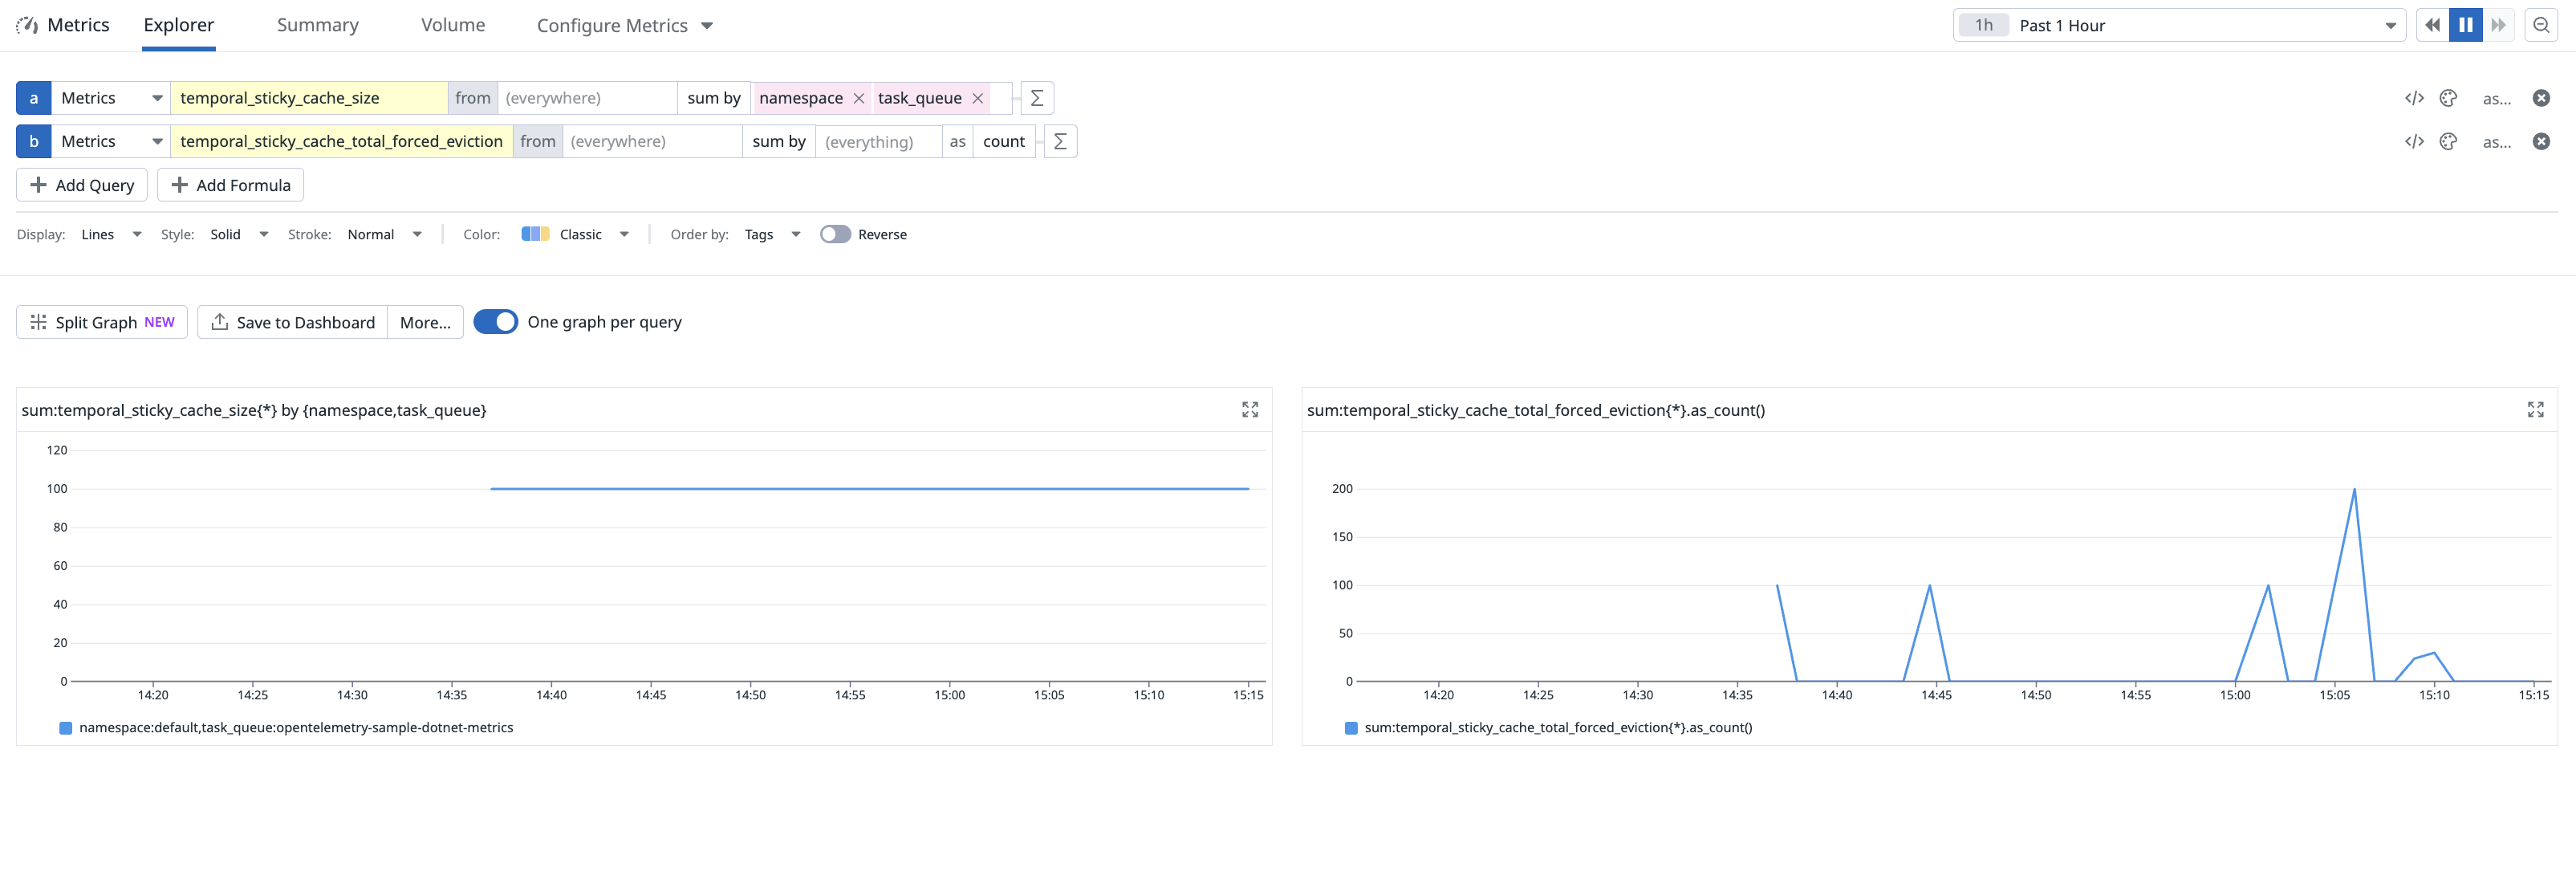 Metrics Explorer Summary Volume Configure Metrics 1h Past 1 Hour
a Metrics temporal_sticky_cache_size from (everywhere) sum by namespace task_queue Σ as...
b Metrics temporal_sticky_cache_total_forced_eviction from (everywhere) sum by (everything) as count Σ as...
Add Query Add Formula
Display: Lines Style: Solid Stroke: Normal Color: Classic Order by: Tags Reverse
Split Graph NEW Save to Dashboard More... One graph per query
sum:temporal_sticky_cache_size{*} by {namespace,task_queue}
120
100
80
60
40
20
0
14:20 14:25 14:30 14:35 14:40 14:45 14:50 14:55 15:00 15:05 15:10 15:15
namespace:default,task_queue:opentelemetry-sample-dotnet-metrics
sum:temporal_sticky_cache_total_forced_eviction{*}.as_count()
200
150
100
50
0
14:20 14:25 14:30 14:35 14:40 14:45 14:50 14:55 15:00 15:05 15:10 15:15
sum:temporal_sticky_cache_total_forced_eviction{*}.as_count()